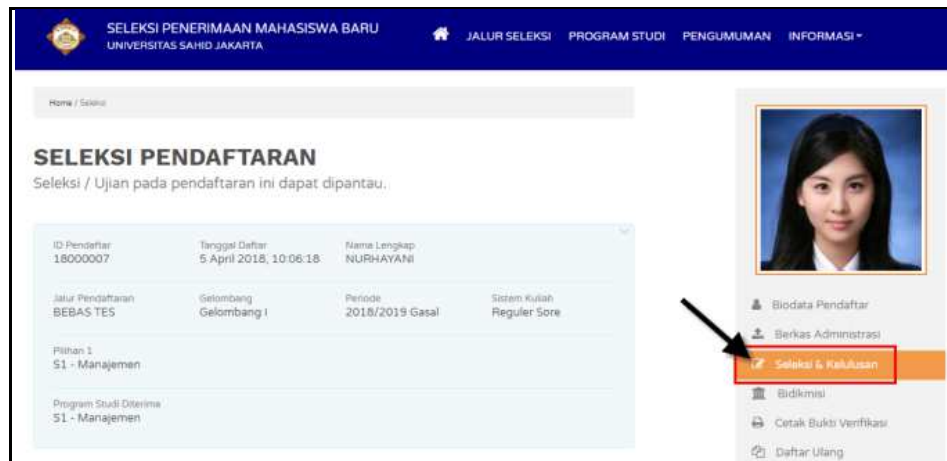 SELEKSI PENERIMAAN MAHASISWA BARU
UNIVERSITAS SAHID JAKARTA
JALUR SELEKSI PROGRAM STUDI PENGUMUMAN INFORMASI
Home / Seleksi
SELEKSI PENDAFTARAN
Seleksi / Ujian pada pendaftaran ini dapat dipantau.
ID Pendaftar Tanggal Daftar Nama Lengkap
18000007 5 April 2018, 10:06:18 NURHAYANI
Jalur Pendaftaran Gelombang Periode Sistem Kuliah
BEBAS TES Gelombang I 2018/2019 Gasal Reguler Sore
Pilihan 1
S1 - Manajemen
Program Studi Diterima
S1 - Manajemen
Biodata Pendaftar
Berkas Administrasi
Seleksi & Kelulusan
Bidikmisi
Cetak Bukti Verifikasi
Daftar Ulang